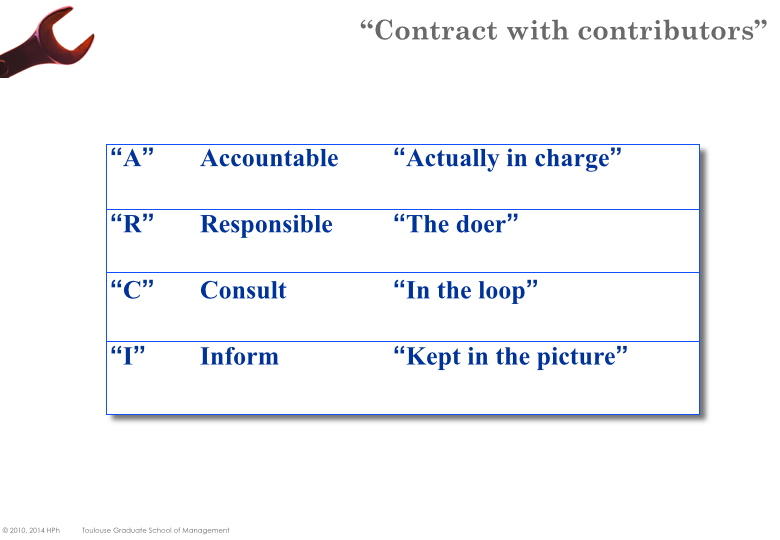 “Contract with contributors”
“A” Accountable “Actually in charge”
“R” Responsible “The doer”
“C” Consult “In the loop”
“I” Inform “Kept in the picture”
© 2010, 2014 HPh Toulouse Graduate School of Management